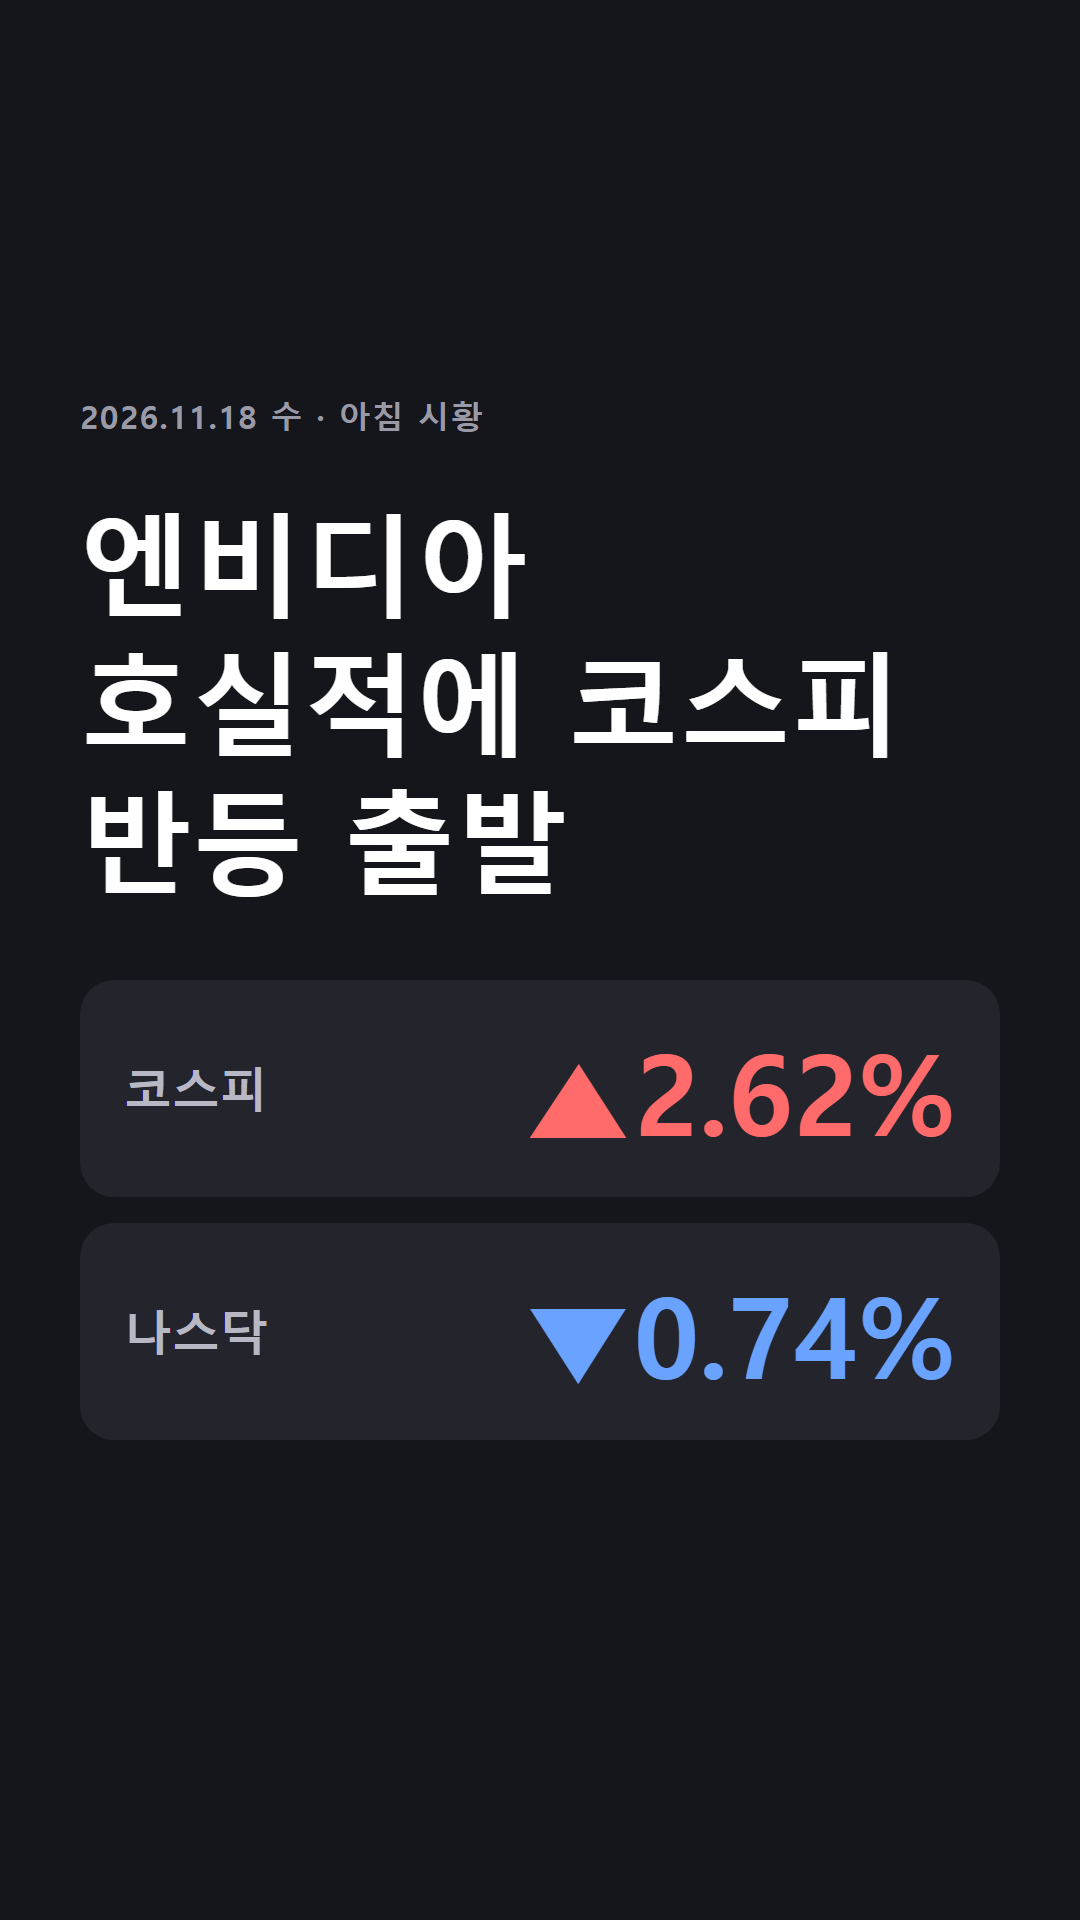 2026.11.18 수 · 아침 시황
엔비디아
호실적에 코스피
반등 출발
코스피 ▲2.62%
나스닥 ▼0.74%